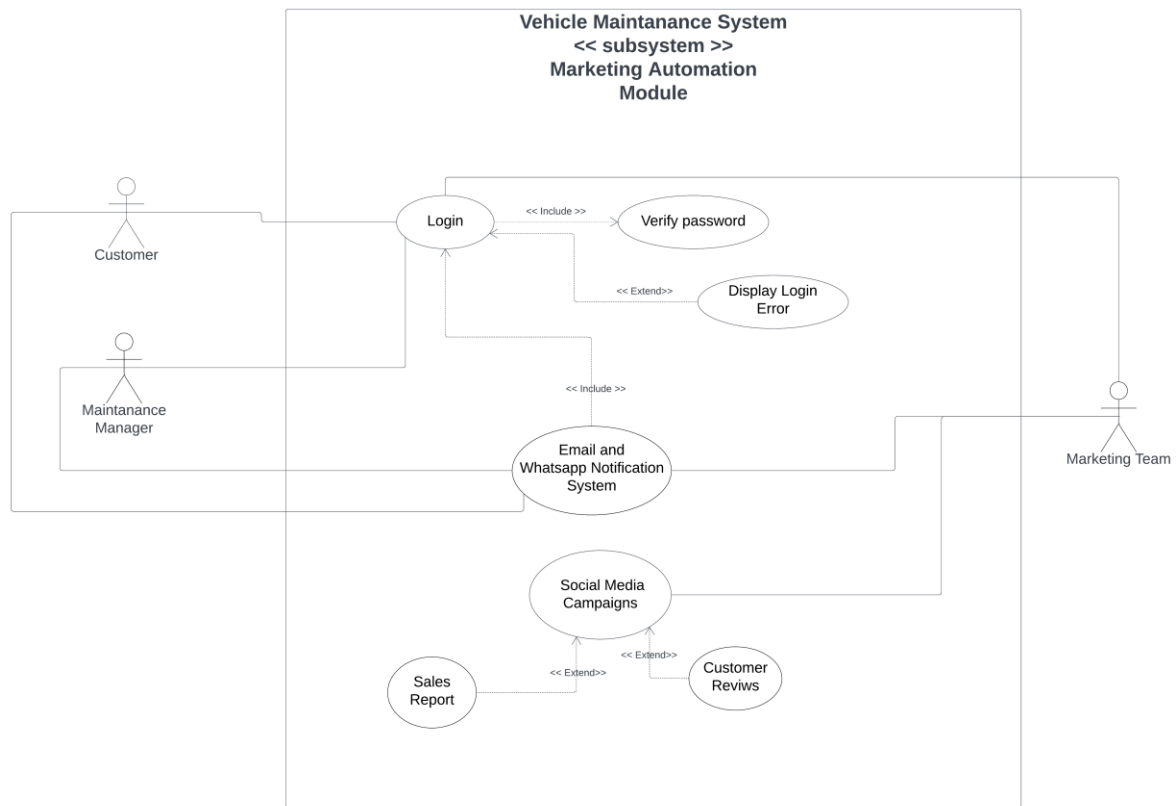 Vehicle Maintanance System
<< subsystem >>
Marketing Automation
Module
Customer
Login
<< Include >>
Verify password
<< Extend>>
Display Login
Error
Maintanance
Manager
<< Include >>
Marketing Team
Email and
Whatsapp Notification
System
Social Media
Campaigns
<< Extend>>
<< Extend>>
Sales
Report
Customer
Reviws